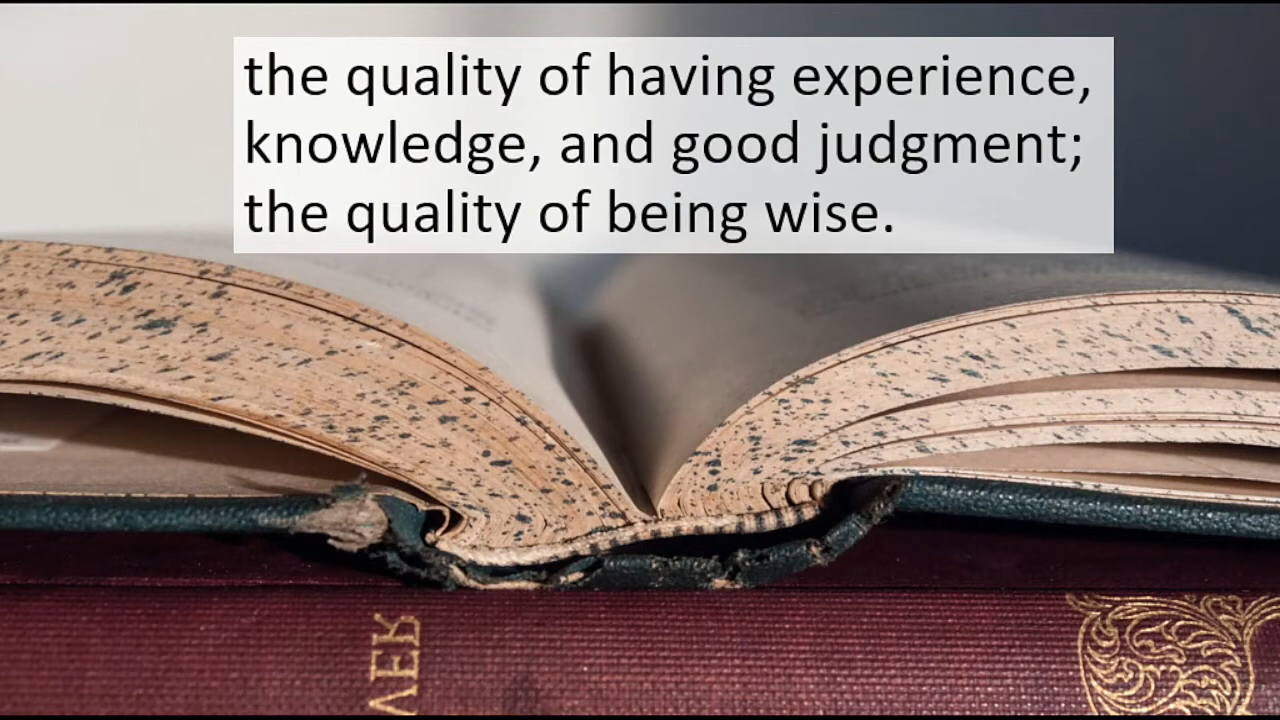 the quality of having experience,
knowledge, and good judgment;
the quality of being wise.